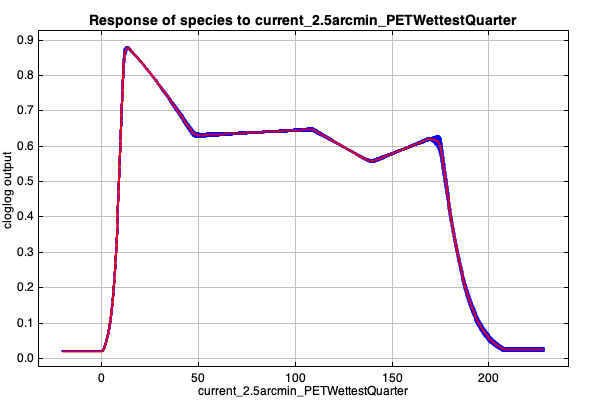 Response of species to current_2.5arcmin_PETWettestQuarter
0.9
0.8
0.7
0.6
0.5
0.4
0.3
0.2
0.1
0.0
cloglog output
0 50 100 150 200
current_2.5arcmin_PETWettestQuarter